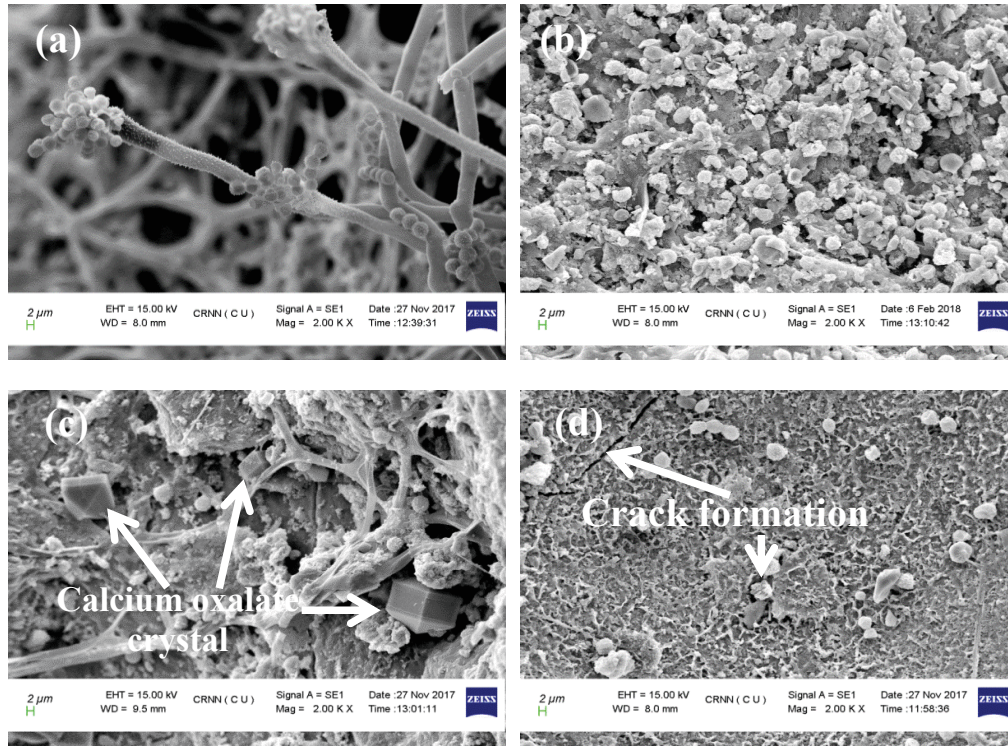 (a)
2 µm
H
EHT = 15.00 kV
WD = 8.0 mm
CRNN ( C U )
Signal A = SE1
Mag = 2.00 K X
Date :27 Nov 2017
Time :12:39:31
ZEISS
(b)
2 µm
H
EHT = 15.00 kV
WD = 8.0 mm
CRNN ( C U )
Signal A = SE1
Mag = 2.00 K X
Date :6 Feb 2018
Time :13:10:42
ZEISS
(c)
Calcium oxalate
crystal
2 µm
H
EHT = 15.00 kV
WD = 9.5 mm
CRNN ( C U )
Signal A = SE1
Mag = 2.00 K X
Date :27 Nov 2017
Time :13:01:11
ZEISS
(d)
Crack formation
2 µm
H
EHT = 15.00 kV
WD = 8.0 mm
CRNN ( C U )
Signal A = SE1
Mag = 2.00 K X
Date :27 Nov 2017
Time :11:58:36
ZEISS